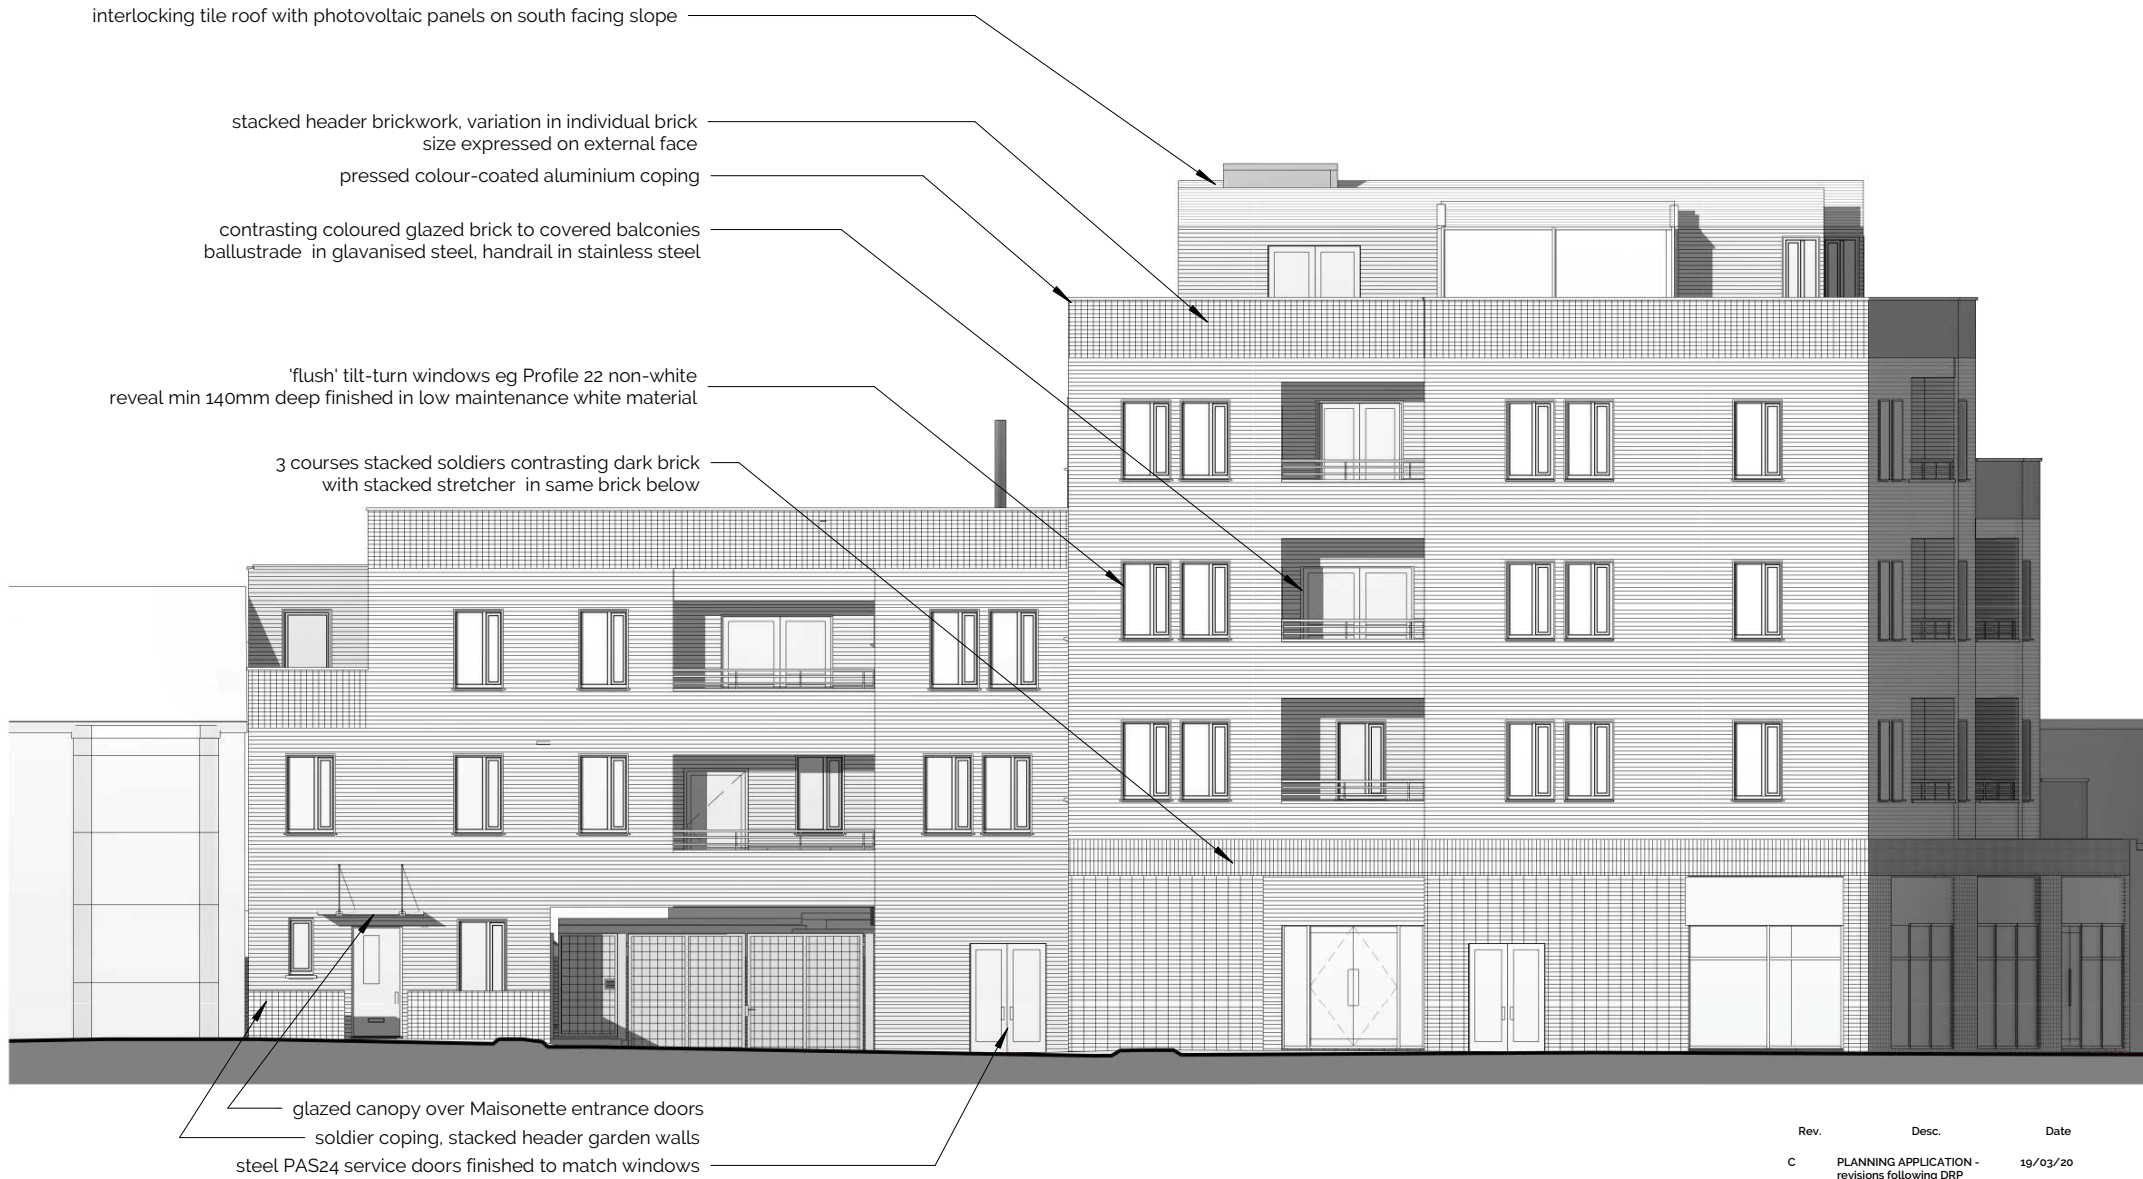 interlocking tile roof with photovoltaic panels on south facing slope
stacked header brickwork, variation in individual brick
size expressed on external face
pressed colour-coated aluminium coping
contrasting coloured glazed brick to covered balconies
ballustrade in glavanised steel, handrail in stainless steel
'flush' tilt-turn windows eg Profile 22 non-white
reveal min 140mm deep finished in low maintenance white material
3 courses stacked soldiers contrasting dark brick
with stacked stretcher in same brick below
glazed canopy over Maisonette entrance doors
soldier coping, stacked header garden walls
steel PAS24 service doors finished to match windows
Rev. Desc. Date
C PLANNING APPLICATION - 19/03/20
revisions following DRP